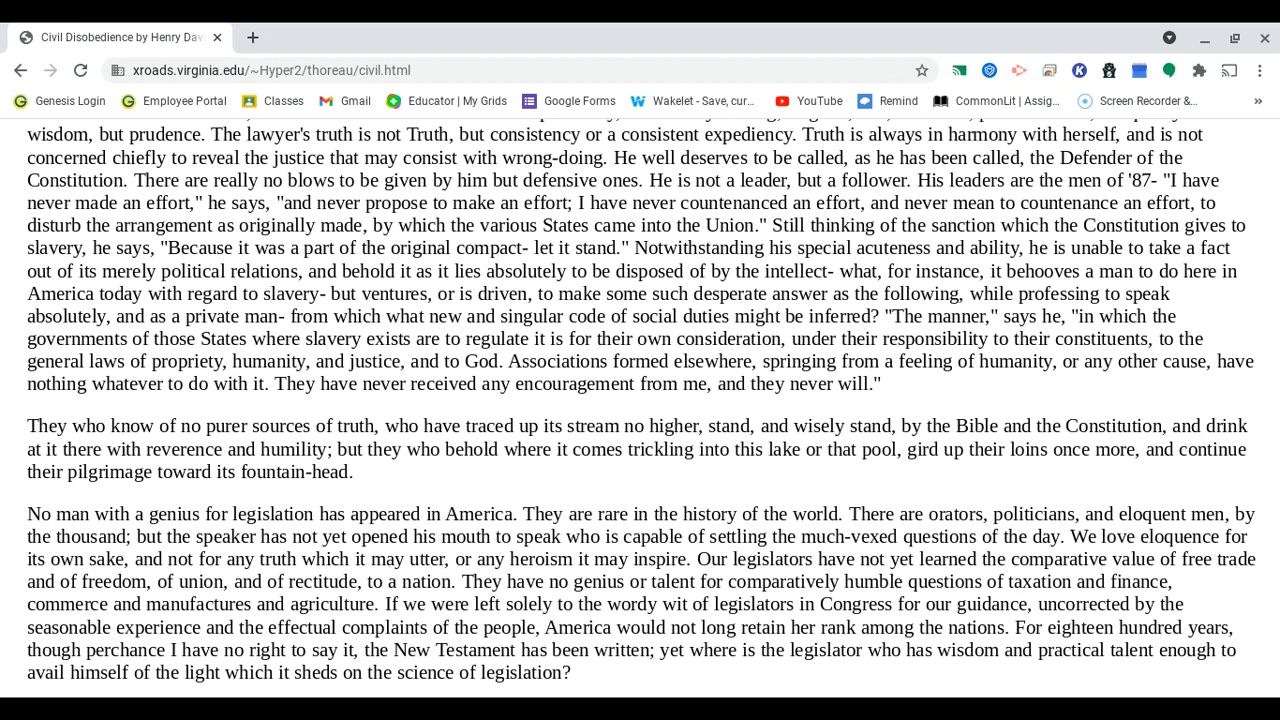 Civil Disobedience by Henry Dav
xroads.virginia.edu/~Hyper2/thoreau/civil.html
Genesis Login Employee Portal Classes Gmail Educator | My Grids Google Forms Wakelet - Save, cur... YouTube Remind CommonLit | Assig... Screen Recorder &... »
wisdom, but prudence. The lawyer's truth is not Truth, but consistency or a consistent expediency. Truth is always in harmony with herself, and is not
concerned chiefly to reveal the justice that may consist with wrong-doing. He well deserves to be called, as he has been called, the Defender of the
Constitution. There are really no blows to be given by him but defensive ones. He is not a leader, but a follower. His leaders are the men of '87- "I have
never made an effort," he says, "and never propose to make an effort; I have never countenanced an effort, and never mean to countenance an effort, to
disturb the arrangement as originally made, by which the various States came into the Union." Still thinking of the sanction which the Constitution gives to
slavery, he says, "Because it was a part of the original compact- let it stand." Notwithstanding his special acuteness and ability, he is unable to take a fact
out of its merely political relations, and behold it as it lies absolutely to be disposed of by the intellect- what, for instance, it behooves a man to do here in
America today with regard to slavery- but ventures, or is driven, to make some such desperate answer as the following, while professing to speak
absolutely, and as a private man- from which what new and singular code of social duties might be inferred? "The manner," says he, "in which the
governments of those States where slavery exists are to regulate it is for their own consideration, under their responsibility to their constituents, to the
general laws of propriety, humanity, and justice, and to God. Associations formed elsewhere, springing from a feeling of humanity, or any other cause, have
nothing whatever to do with it. They have never received any encouragement from me, and they never will."
They who know of no purer sources of truth, who have traced up its stream no higher, stand, and wisely stand, by the Bible and the Constitution, and drink
at it there with reverence and humility; but they who behold where it comes trickling into this lake or that pool, gird up their loins once more, and continue
their pilgrimage toward its fountain-head.
No man with a genius for legislation has appeared in America. They are rare in the history of the world. There are orators, politicians, and eloquent men, by
the thousand; but the speaker has not yet opened his mouth to speak who is capable of settling the much-vexed questions of the day. We love eloquence for
its own sake, and not for any truth which it may utter, or any heroism it may inspire. Our legislators have not yet learned the comparative value of free trade
and of freedom, of union, and of rectitude, to a nation. They have no genius or talent for comparatively humble questions of taxation and finance,
commerce and manufactures and agriculture. If we were left solely to the wordy wit of legislators in Congress for our guidance, uncorrected by the
seasonable experience and the effectual complaints of the people, America would not long retain her rank among the nations. For eighteen hundred years,
though perchance I have no right to say it, the New Testament has been written; yet where is the legislator who has wisdom and practical talent enough to
avail himself of the light which it sheds on the science of legislation?